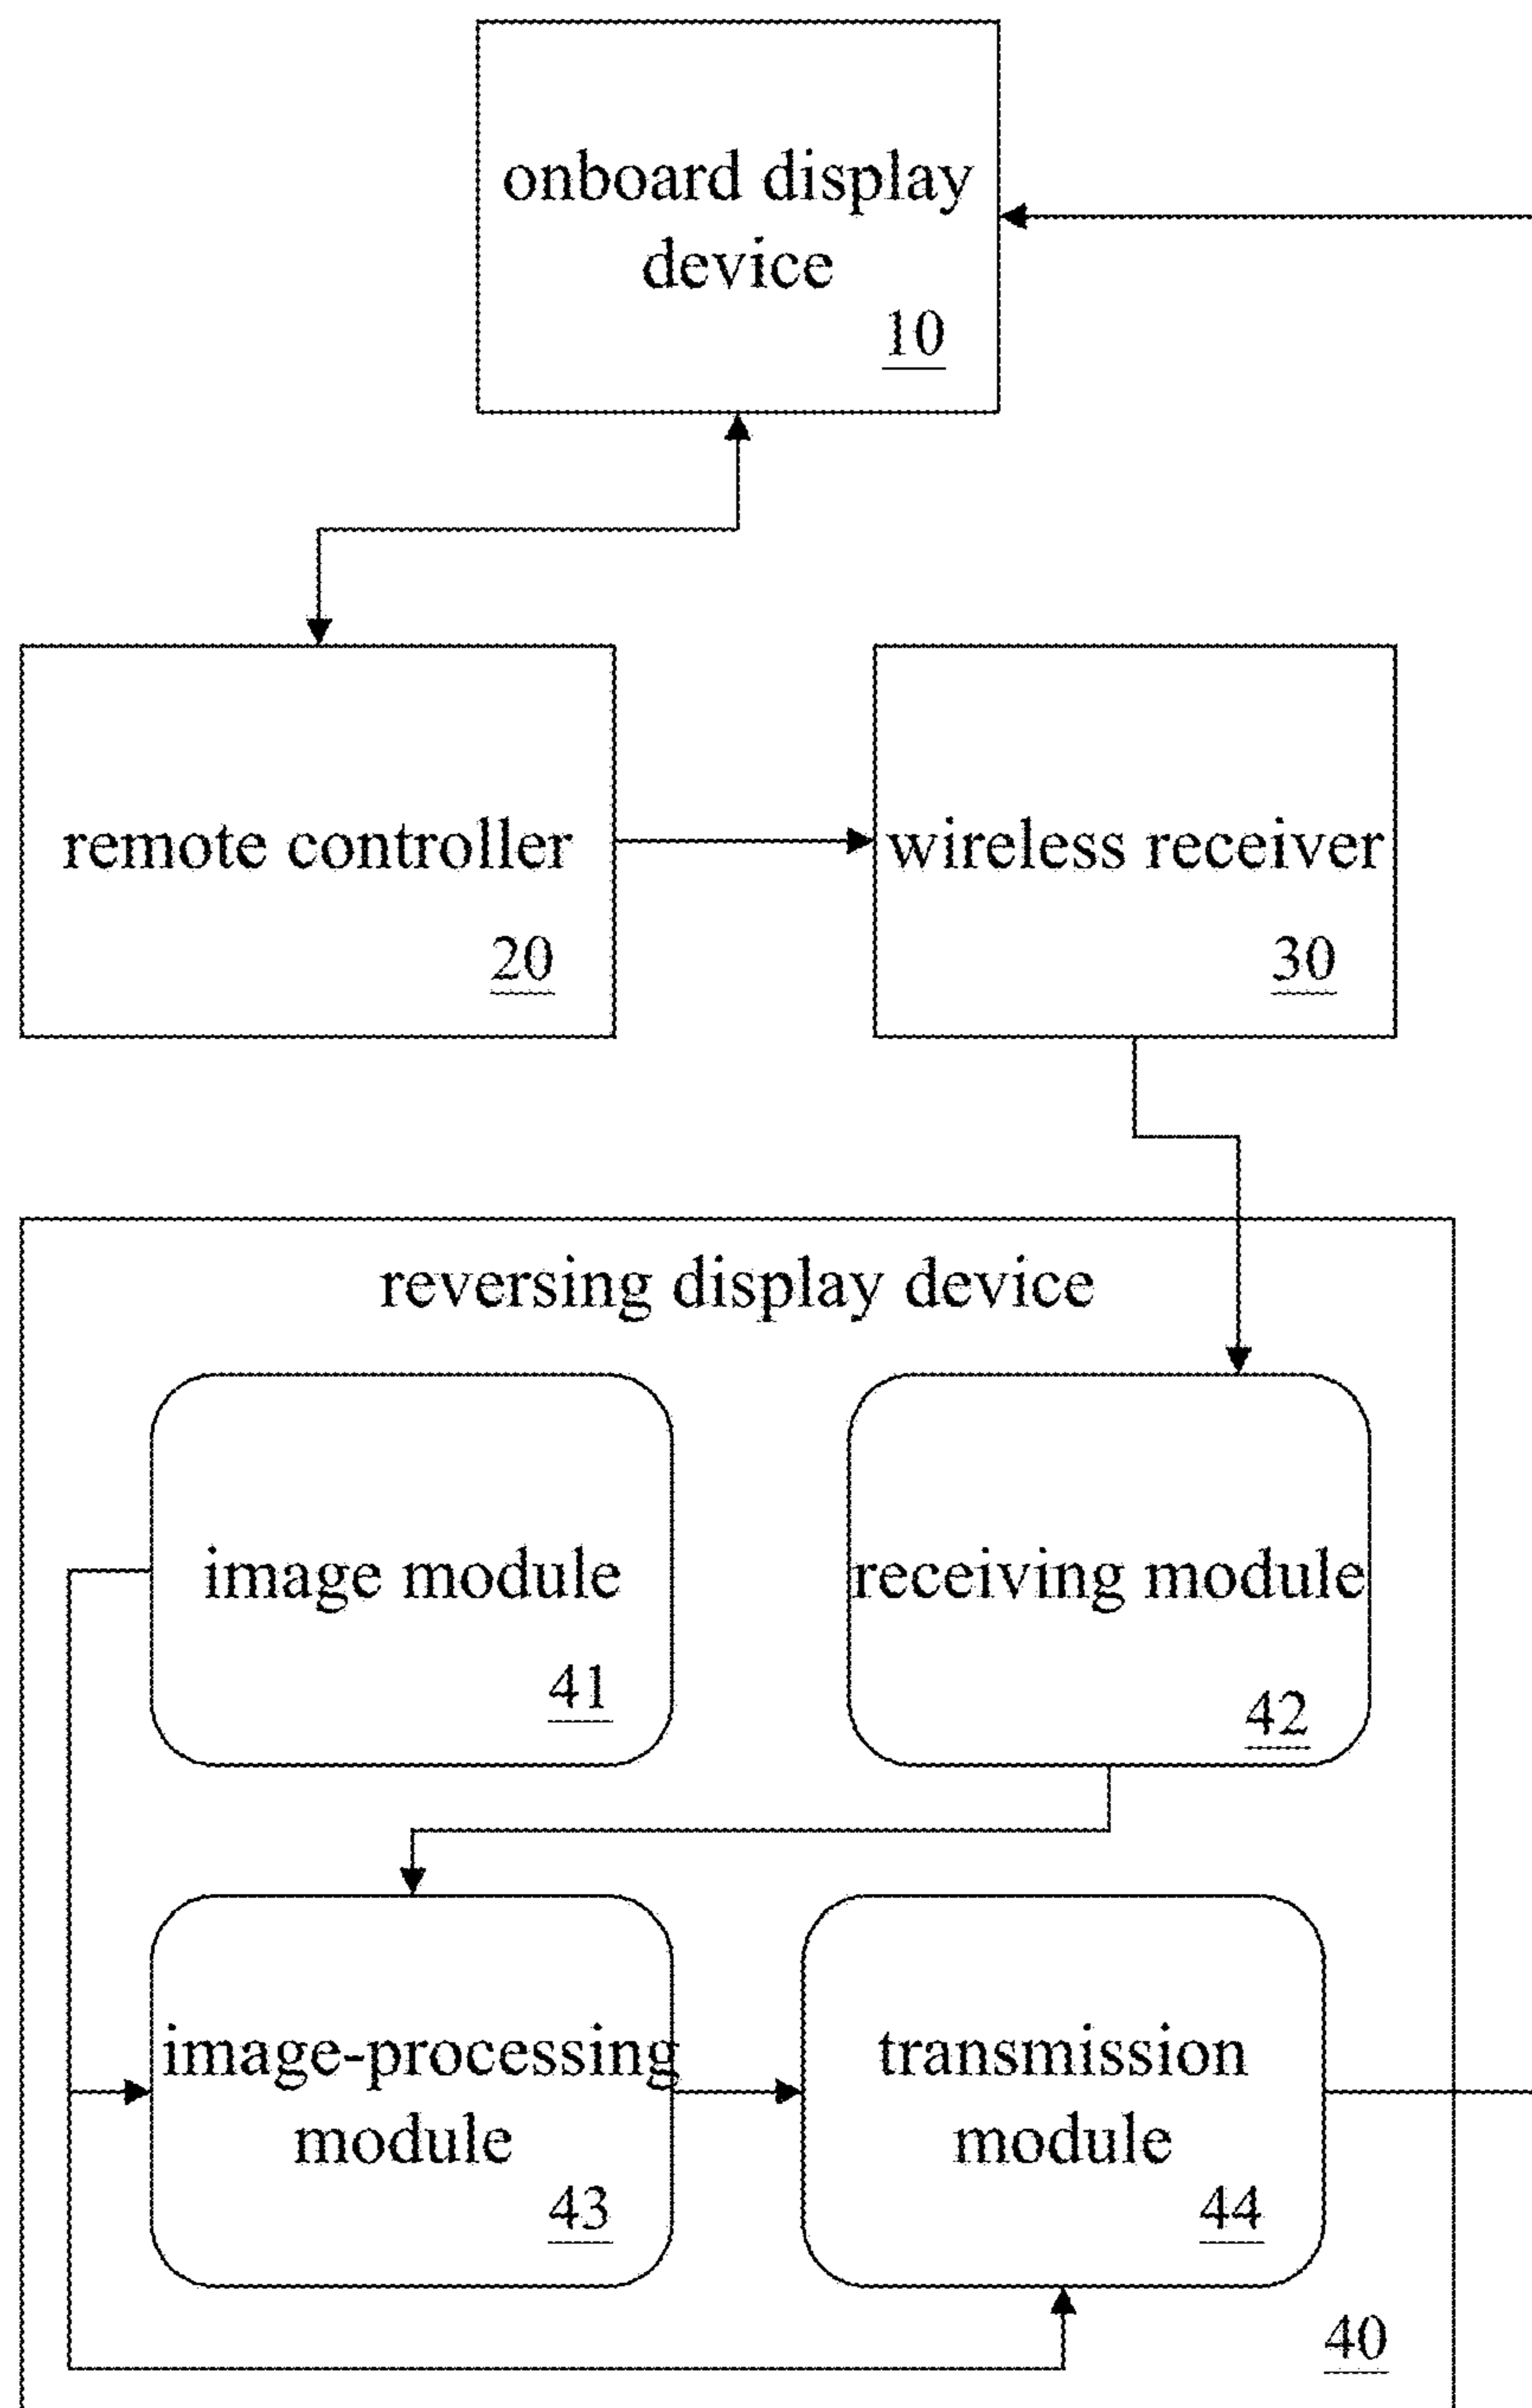 onboard display
device
10
remote controller
20
wireless receiver
30
reversing display device
image module
41
receiving module
42
image-processing
module
43
transmission
module
44
40